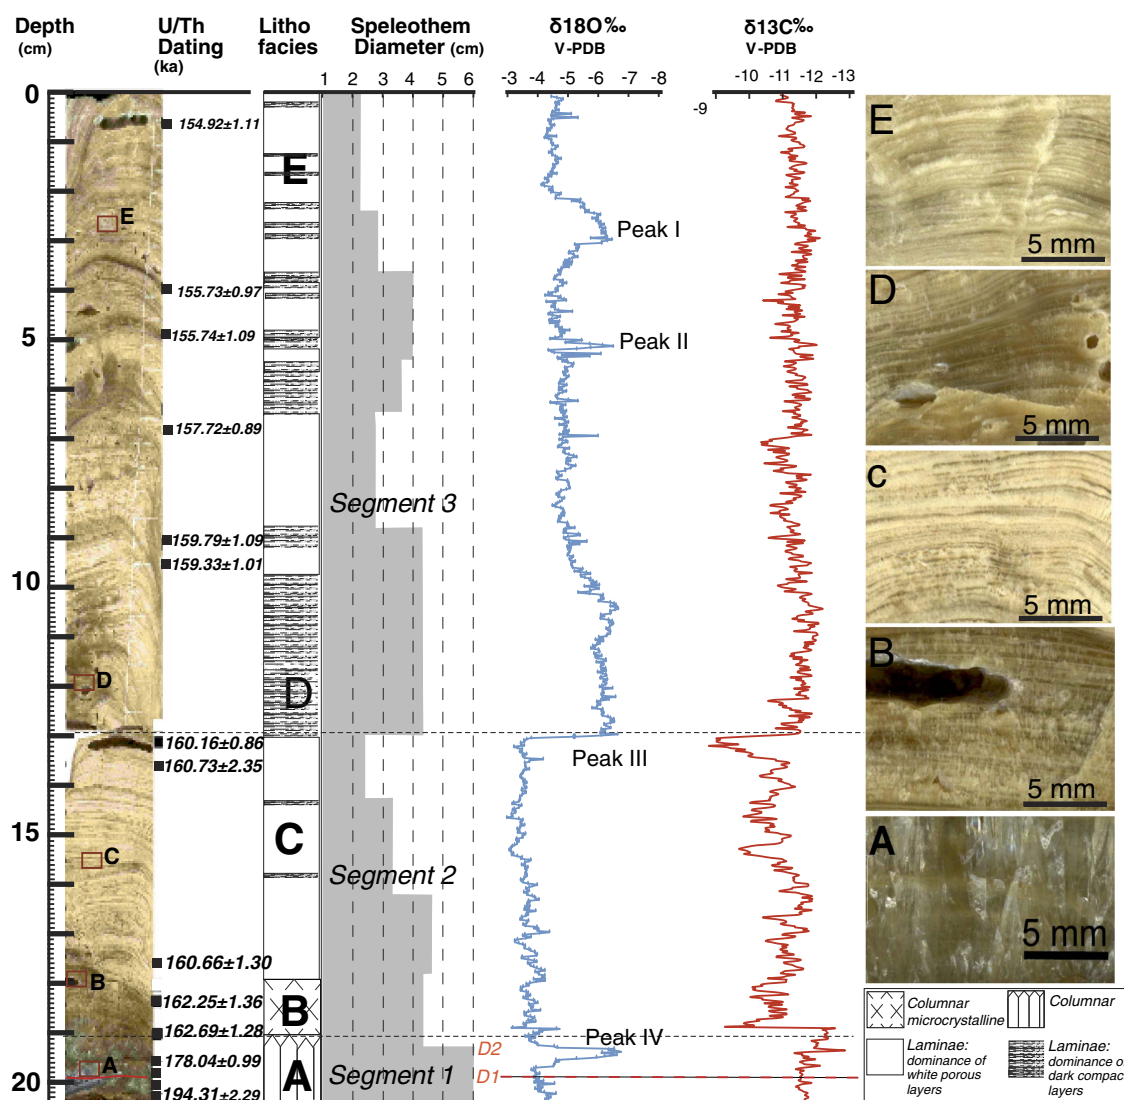 Depth
(cm)
U/Th
Dating
(ka)
Litho
facies
Speleothem
Diameter (cm)
δ18O‰
V-PDB
δ13C‰
V-PDB
1 2 3 4 5 6
-3 -4 -5 -6 -7 -8
-10 -11 -12 -13
-9
0
5
10
15
20
154.92±1.11
155.73±0.97
155.74±1.09
157.72±0.89
159.79±1.09
159.33±1.01
160.16±0.86
160.73±2.35
160.66±1.30
162.25±1.36
162.69±1.28
178.04±0.99
194.31±2.29
E
D
C
B
A
E
D
C
B
A
Segment 3
Segment 2
Segment 1
Peak I
Peak II
Peak III
Peak IV
D2
D1
E
5 mm
D
5 mm
C
5 mm
B
5 mm
A
5 mm
Columnar
microcrystalline
Columnar
Laminae:
dominance of
white porous
layers
Laminae:
dominance o
dark compac
layers